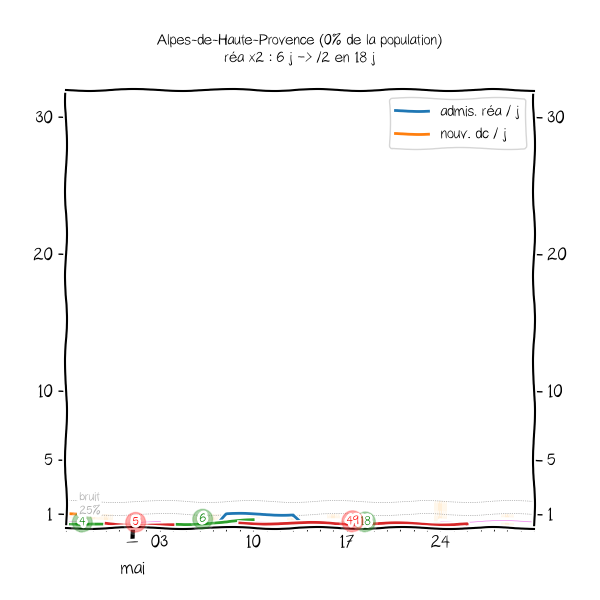 Alpes-de-Haute-Provence (0% de la population)
réa x2 : 6 j -> /2 en 18 j
admis. réa / j
nouv. dc / j
30 30
20 20
10 10
5 5
bruit
25%
1 1
4 5 6 18
03 10 17 24
mai